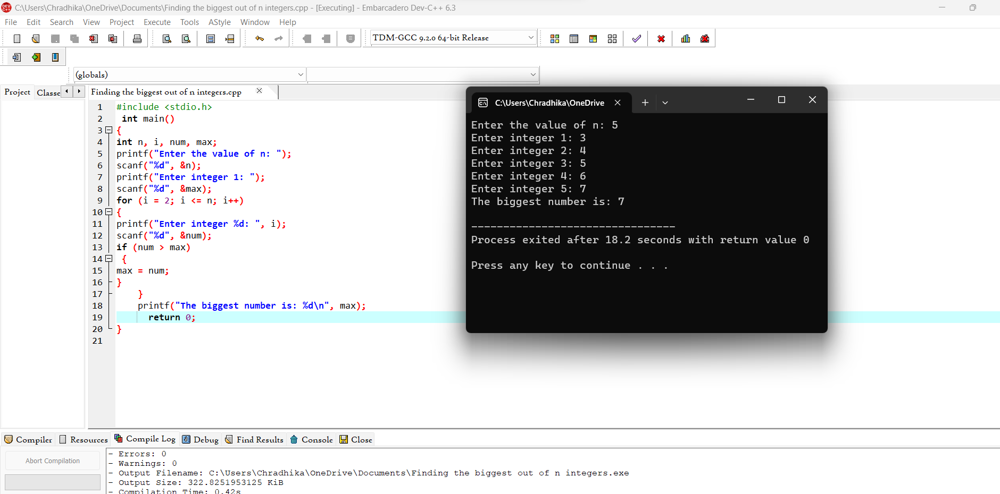 C:\Users\Chradhika\OneDrive\Documents\Finding the biggest out of n integers.cpp - [Executing] - Embarcadero Dev-C++ 6.3
File Edit Search View Project Execute Tools AStyle Window Help
TDM-GCC 9.2.0 64-bit Release
(globals)
Project Classe Finding the biggest out of n integers.cpp
1 #include <stdio.h>
2 int main()
3 {
4 int n, i, num, max;
5 printf("Enter the value of n: ");
6 scanf("%d", &n);
7 printf("Enter integer 1: ");
8 scanf("%d", &max);
9 for (i = 2; i <= n; i++)
10 {
11 printf("Enter integer %d: ", i);
12 scanf("%d", &num);
13 if (num > max)
14 {
15 max = num;
16 }
17 }
18 printf("The biggest number is: %d\n", max);
19 return 0;
20 }
21
C:\Users\Chradhika\OneDrive
Enter the value of n: 5
Enter integer 1: 3
Enter integer 2: 4
Enter integer 3: 5
Enter integer 4: 6
Enter integer 5: 7
The biggest number is: 7
--------------------------------
Process exited after 18.2 seconds with return value 0
Press any key to continue . . .
Compiler Resources Compile Log Debug Find Results Console Close
Abort Compilation
- Errors: 0
- Warnings: 0
- Output Filename: C:\Users\Chradhika\OneDrive\Documents\Finding the biggest out of n integers.exe
- Output Size: 322.8251953125 KiB
- Compilation Time: 0.42s